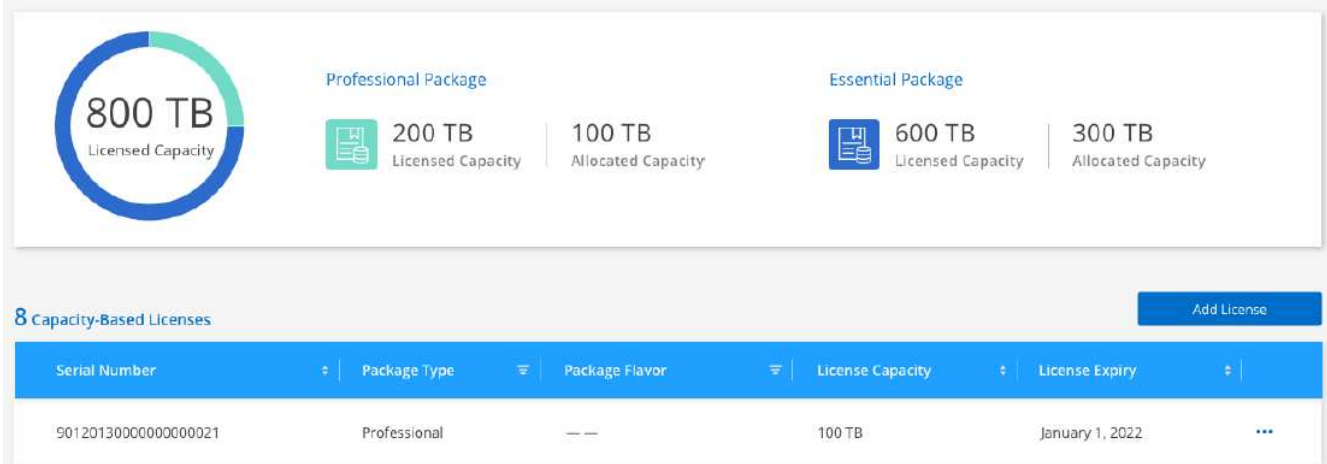 800 TB
Licensed Capacity
Professional Package
200 TB
Licensed Capacity
100 TB
Allocated Capacity
Essential Package
600 TB
Licensed Capacity
300 TB
Allocated Capacity
8 Capacity-Based Licenses
Add License
Serial Number Package Type Package Flavor License Capacity License Expiry
90120130000000000021 Professional — — 100 TB January 1, 2022